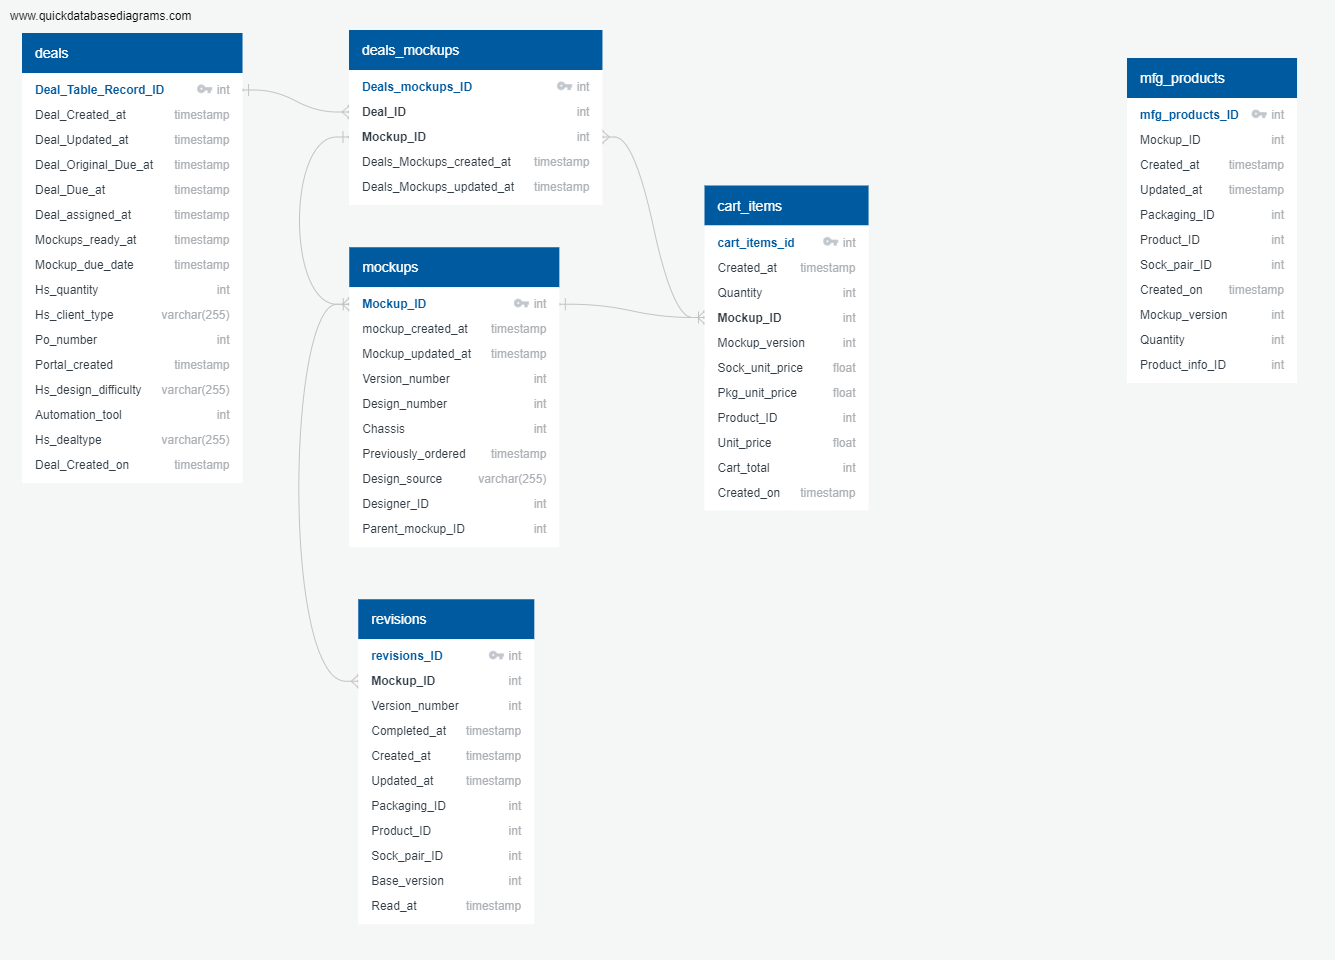 www.quickdatabasediagrams.com
deals
Deal_Table_Record_ID int
Deal_Created_at timestamp
Deal_Updated_at timestamp
Deal_Original_Due_at timestamp
Deal_Due_at timestamp
Deal_assigned_at timestamp
Mockups_ready_at timestamp
Mockup_due_date timestamp
Hs_quantity int
Hs_client_type varchar(255)
Po_number int
Portal_created timestamp
Hs_design_difficulty varchar(255)
Automation_tool int
Hs_dealtype varchar(255)
Deal_Created_on timestamp
deals_mockups
Deals_mockups_ID int
Deal_ID int
Mockup_ID int
Deals_Mockups_created_at timestamp
Deals_Mockups_updated_at timestamp
mockups
Mockup_ID int
mockup_created_at timestamp
Mockup_updated_at timestamp
Version_number int
Design_number int
Chassis int
Previously_ordered timestamp
Design_source varchar(255)
Designer_ID int
Parent_mockup_ID int
revisions
revisions_ID int
Mockup_ID int
Version_number int
Completed_at timestamp
Created_at timestamp
Updated_at timestamp
Packaging_ID int
Product_ID int
Sock_pair_ID int
Base_version int
Read_at timestamp
cart_items
cart_items_id int
Created_at timestamp
Quantity int
Mockup_ID int
Mockup_version int
Sock_unit_price float
Pkg_unit_price float
Product_ID int
Unit_price float
Cart_total int
Created_on timestamp
mfg_products
mfg_products_ID int
Mockup_ID int
Created_at timestamp
Updated_at timestamp
Packaging_ID int
Product_ID int
Sock_pair_ID int
Created_on timestamp
Mockup_version int
Quantity int
Product_info_ID int